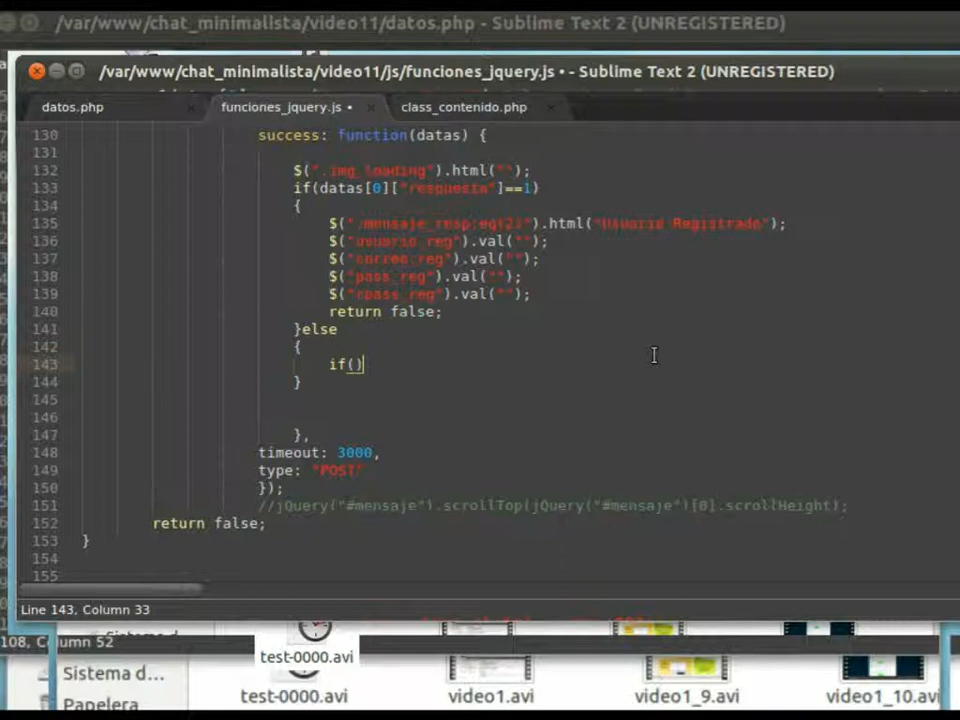 /var/www/chat_minimalista/video11/datos.php - Sublime Text 2 (UNREGISTERED)
/var/www/chat_minimalista/video11/js/funciones_jquery.js • - Sublime Text 2 (UNREGISTERED)
datos.php × funciones_jquery.js • × class_contenido.php ×
130 success: function(datas) {
131
132 $(".img_loading").html("");
133 if(datas[0]["respuesta"]==1)
134 {
135 $(".mensaje_resp:eq(2)").html("Usuario Registrado");
136 $("usuario_reg").val("");
137 $("correo_reg").val("");
138 $("pass_reg").val("");
139 $("rpass_reg").val("");
140 return false;
141 }else
142 {
143 if()
144 }
145
146
147 },
148 timeout: 3000,
149 type: "POST"
150 });
151 //jQuery("#mensaje").scrollTop(jQuery("#mensaje")[0].scrollHeight);
152 return false;
153 }
154
155
Line 143, Column 33
108, Column 52
test-0000.avi
Sistema d...
test-0000.avi video1.avi video1_9.avi video1_10.avi
Papelera